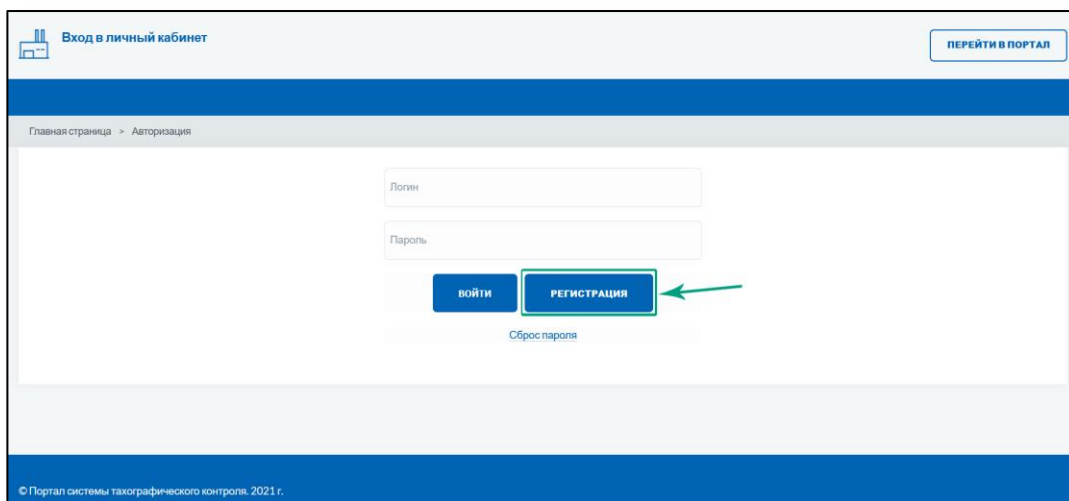 Вход в личный кабинет
ПЕРЕЙТИ В ПОРТАЛ
Главная страница > Авторизация
Логин
Пароль
ВОЙТИ
РЕГИСТРАЦИЯ
Сброс пароля
© Портал системы тахографического контроля. 2021 г.